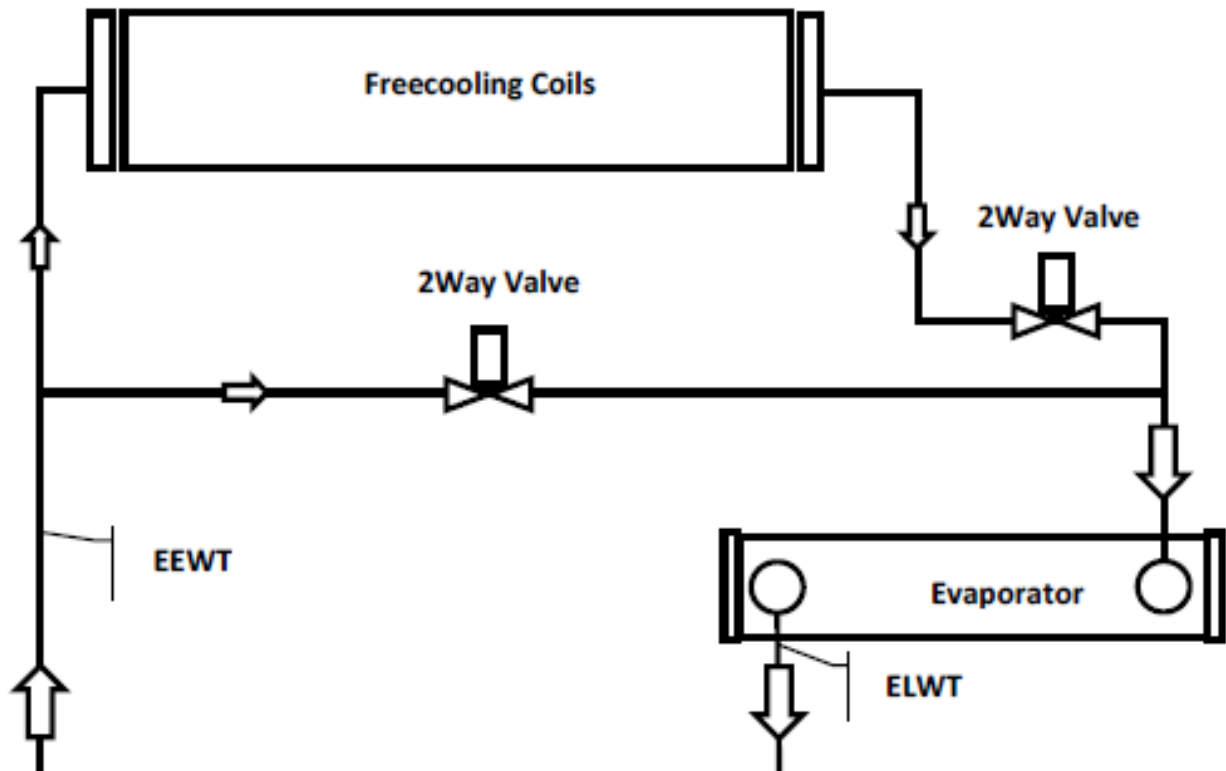 Freecooling Coils
2Way Valve
2Way Valve
EEWT
Evaporator
ELWT